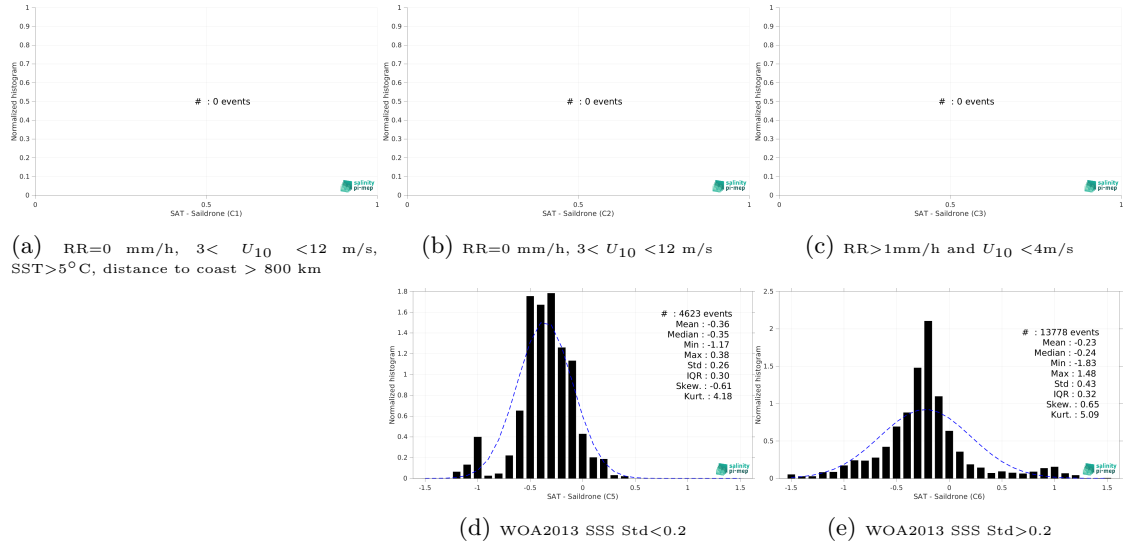 1
0.9
0.8
0.7
0.6
0.5
0.4
0.3
0.2
0.1
0
Normalized histogram
# : 0 events
0 0.5 1
SAT - Saildrone (C1)
salinity
pi-mep
1
0.9
0.8
0.7
0.6
0.5
0.4
0.3
0.2
0.1
0
Normalized histogram
# : 0 events
0 0.5 1
SAT - Saildrone (C2)
salinity
pi-mep
1
0.9
0.8
0.7
0.6
0.5
0.4
0.3
0.2
0.1
0
Normalized histogram
# : 0 events
0 0.5 1
SAT - Saildrone (C3)
salinity
pi-mep
(a) RR=0 mm/h, 3< U10 <12 m/s,
SST>5°C, distance to coast > 800 km
(b) RR=0 mm/h, 3< U10 <12 m/s
(c) RR>1mm/h and U10 <4m/s
1.8
1.6
1.4
1.2
1
0.8
0.6
0.4
0.2
0
Normalized histogram
# : 4623 events
Mean : -0.36
Median : -0.35
Min : -1.17
Max : 0.38
Std : 0.26
IQR : 0.30
Skew. : -0.61
Kurt. : 4.18
-1.5 -1 -0.5 0 0.5 1 1.5
SAT - Saildrone (C5)
salinity
pi-mep
2.5
2
1.5
1
0.5
0
Normalized histogram
# : 13778 events
Mean : -0.23
Median : -0.24
Min : -1.83
Max : 1.48
Std : 0.43
IQR : 0.32
Skew. : 0.65
Kurt. : 5.09
-1.5 -1 -0.5 0 0.5 1 1.5
SAT - Saildrone (C6)
salinity
pi-mep
(d) WOA2013 SSS Std<0.2
(e) WOA2013 SSS Std>0.2